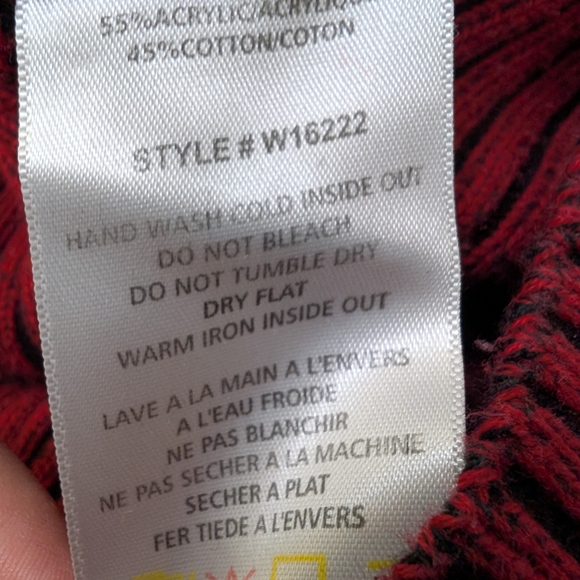 55%ACRYLIC/ACRYLIQUE
45%COTTON/COTON
STYLE # W16222
HAND WASH COLD INSIDE OUT
DO NOT BLEACH
DO NOT TUMBLE DRY
DRY FLAT
WARM IRON INSIDE OUT
LAVE A LA MAIN A L'ENVERS
A L'EAU FROIDE
NE PAS BLANCHIR
NE PAS SECHER A LA MACHINE
SECHER A PLAT
FER TIEDE A L'ENVERS